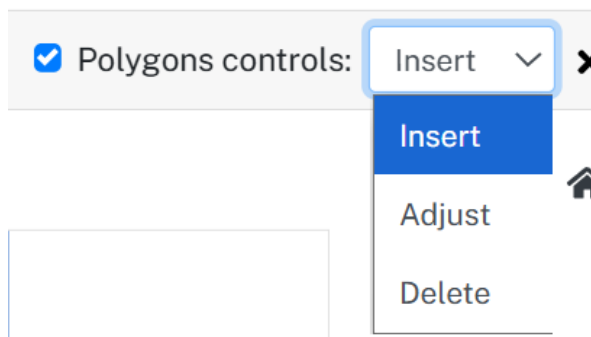 Polygons controls: Insert
Insert
Adjust
Delete